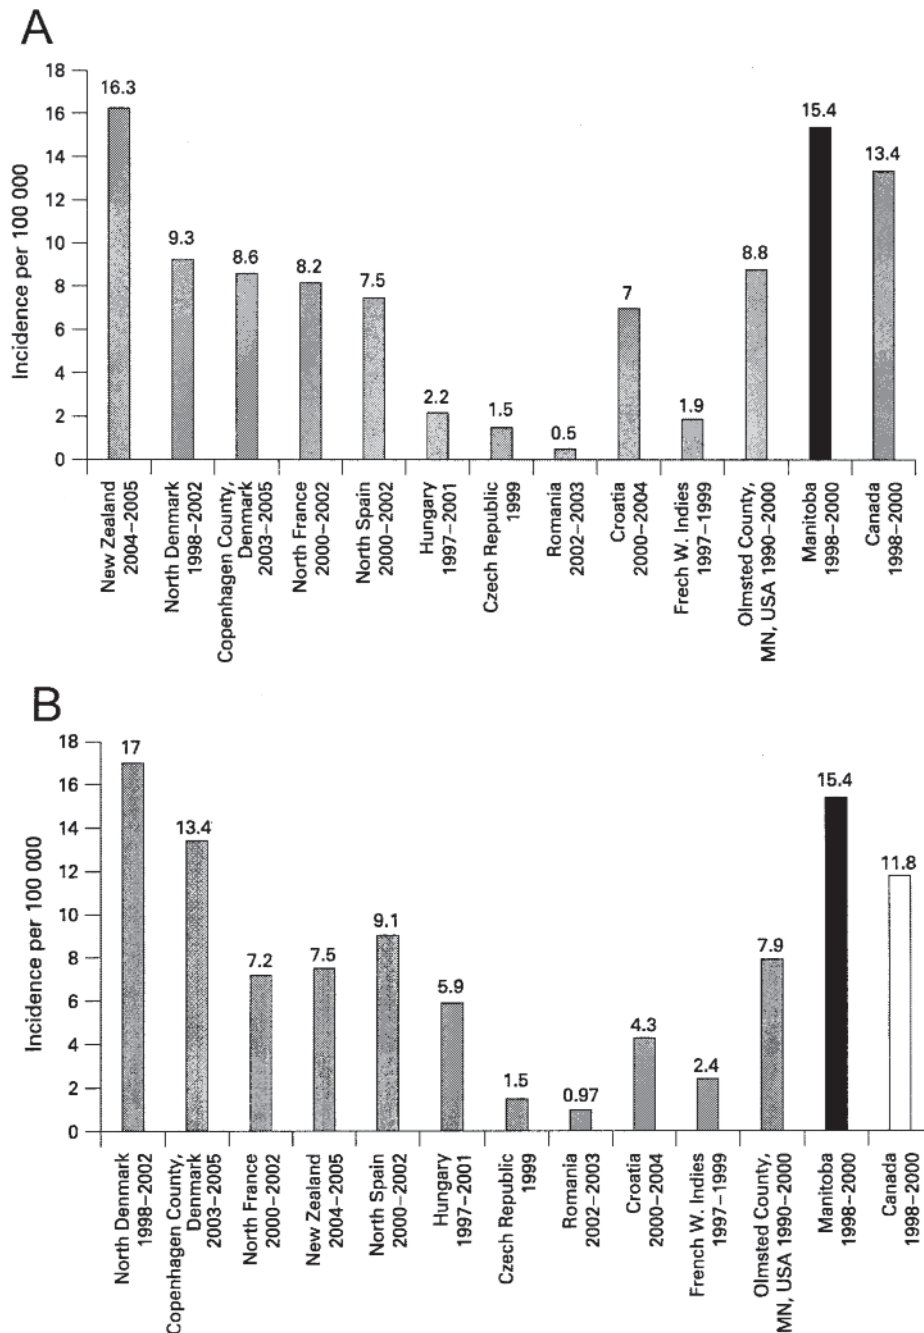 A
Incidence per 100 000
18
16
14
12
10
8
6
4
2
0
16.3
9.3
8.6
8.2
7.5
2.2
1.5
0.5
7
1.9
8.8
15.4
13.4
New Zealand
2004–2005
North Denmark
1998–2002
Copenhagen County,
Denmark
2003–2005
North France
2000–2002
North Spain
2000–2002
Hungary
1997–2001
Czech Republic
1999
Romania
2002–2003
Croatia
2000–2004
Frech W. Indies
1997–1999
Olmsted County,
MN, USA 1990–2000
Manitoba
1998–2000
Canada
1998–2000
B
Incidence per 100 000
18
16
14
12
10
8
6
4
2
0
17
13.4
7.2
7.5
9.1
5.9
1.5
0.97
4.3
2.4
7.9
15.4
11.8
North Denmark
1998–2002
Copenhagen County,
Denmark
2003–2005
North France
2000–2002
New Zealand
2004–2005
North Spain
2000–2002
Hungary
1997–2001
Czech Republic
1999
Romania
2002–2003
Croatia
2000–2004
French W. Indies
1997–1999
Olmsted County,
MN, USA 1990–2000
Manitoba
1998–2000
Canada
1998–2000